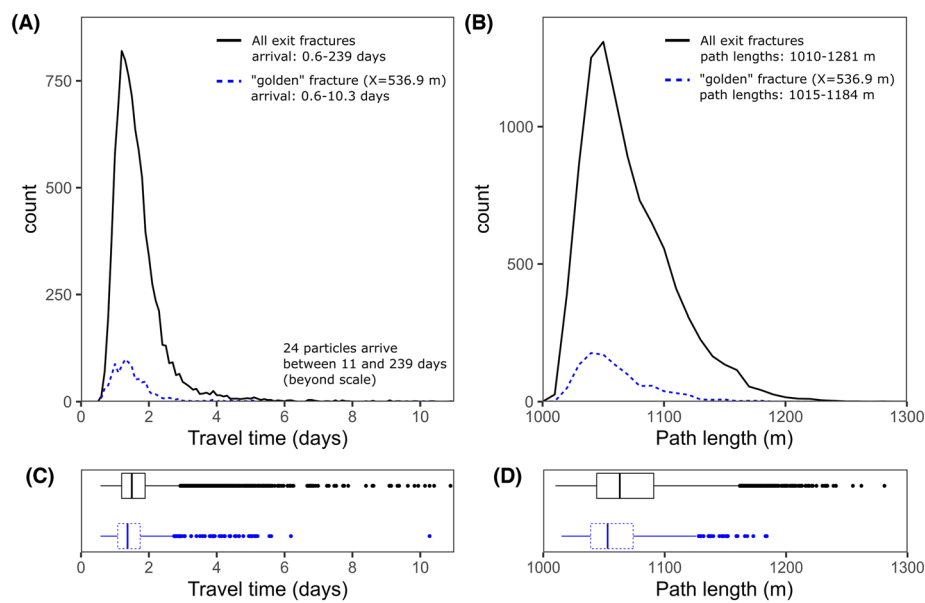 (A)
All exit fractures
arrival: 0.6-239 days
"golden" fracture (X=536.9 m)
arrival: 0.6-10.3 days
750
500
250
0
count
24 particles arrive
between 11 and 239 days
(beyond scale)
0 2 4 6 8 10
Travel time (days)
(B)
All exit fractures
path lengths: 1010-1281 m
"golden" fracture (X=536.9 m)
path lengths: 1015-1184 m
1000
500
0
count
1000 1100 1200 1300
Path length (m)
(C)
0 2 4 6 8 10
Travel time (days)
(D)
1000 1100 1200 1300
Path length (m)